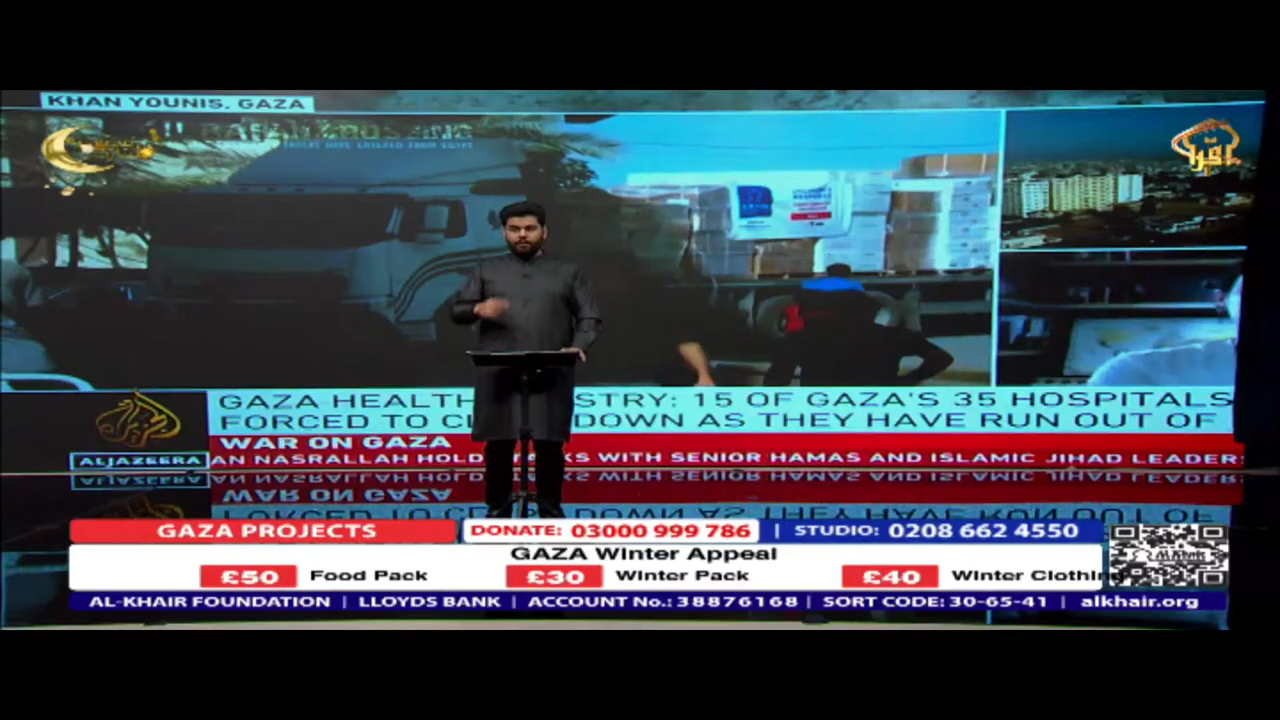 KHAN YOUNIS, GAZA
اقرأ
GAZA HEALTH STRY: 15 OF GAZA'S 35 HOSPITALS
FORCED TO CL DOWN AS THEY HAVE RUN OUT OF
WAR ON GAZA
ALJAZEERA
AN NASRALLAH HOLD KS WITH SENIOR HAMAS AND ISLAMIC JIHAD LEADER
GAZA PROJECTS
DONATE: 03000 999 786 | STUDIO: 0208 662 4550
GAZA Winter Appeal
£50 Food Pack £30 Winter Pack £40 Winter Clothing
AL-KHAIR FOUNDATION | LLOYDS BANK | ACCOUNT No.: 38876168 | SORT CODE: 30-65-41 | alkhair.org